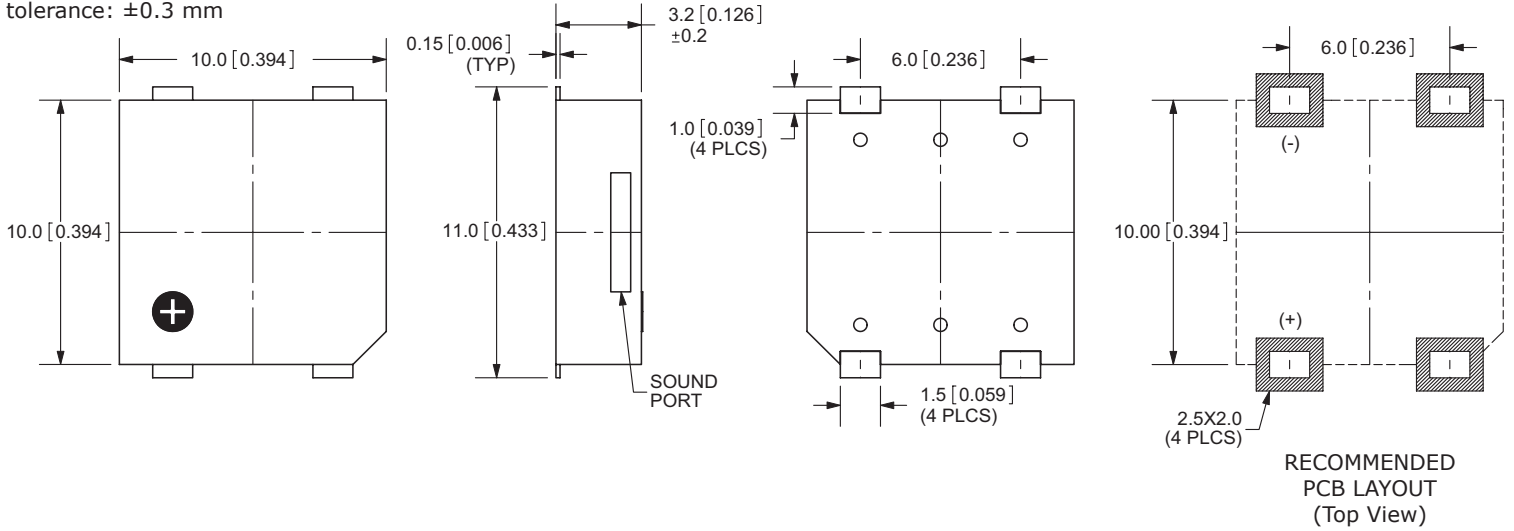 tolerance: ±0.3 mm
10.0 [0.394]
10.0 [0.394]
0.15 [0.006]
(TYP)
3.2 [0.126]
±0.2
11.0 [0.433]
SOUND
PORT
6.0 [0.236]
1.0 [0.039]
(4 PLCS)
1.5 [0.059]
(4 PLCS)
6.0 [0.236]
(-)
10.00 [0.394]
(+)
2.5X2.0
(4 PLCS)
RECOMMENDED
PCB LAYOUT
(Top View)